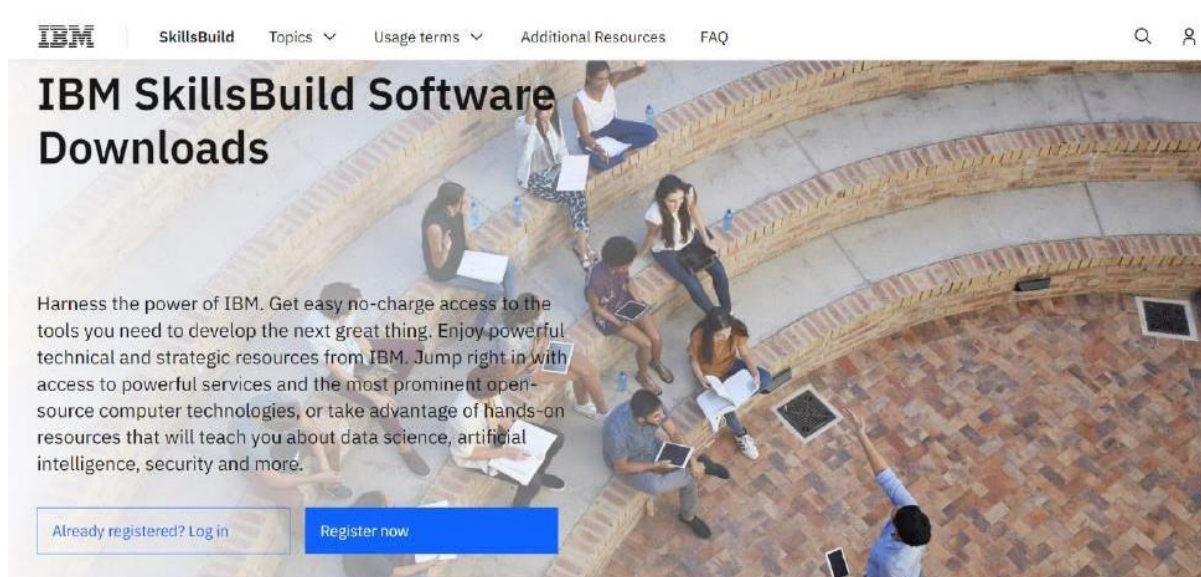 IBM SkillsBuild Topics Usage terms Additional Resources FAQ
IBM SkillsBuild Software
Downloads
Harness the power of IBM. Get easy no-charge access to the
tools you need to develop the next great thing. Enjoy powerful
technical and strategic resources from IBM. Jump right in with
access to powerful services and the most prominent open-
source computer technologies, or take advantage of hands-on
resources that will teach you about data science, artificial
intelligence, security and more.
Already registered? Log in Register now